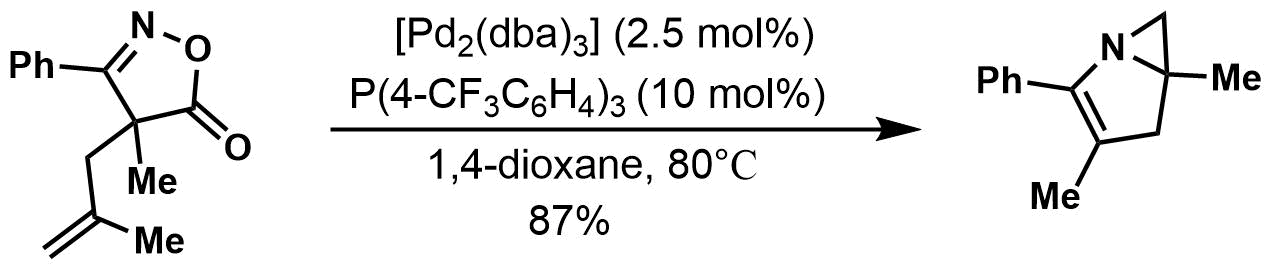 [Pd2(dba)3] (2.5 mol%)
P(4-CF3C6H4)3 (10 mol%)
1,4-dioxane, 80°C
87%
Ph
N
O
O
Me
Me
Ph
N
Me
Me